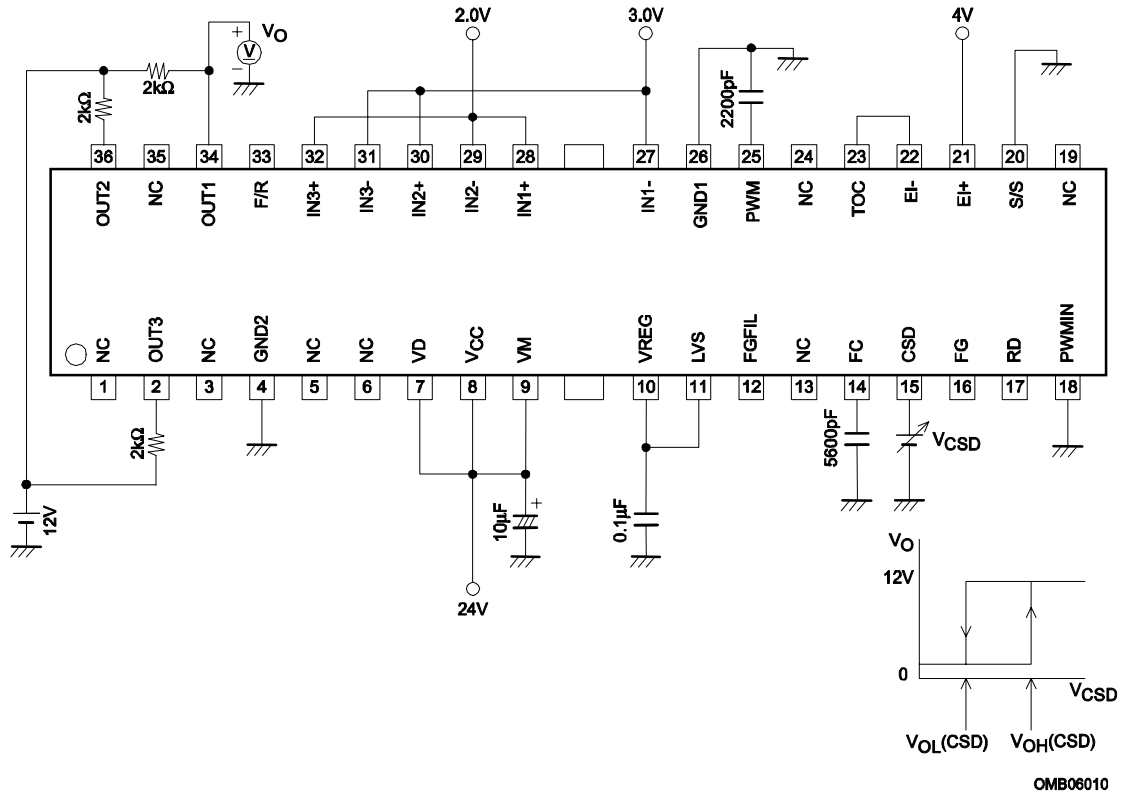 2.0V 3.0V 4V
+ VO
V
−
2kΩ
2kΩ
2200pF
36 35 34 33 32 31 30 29 28 27 26 25 24 23 22 21 20 19
OUT2 NC OUT1 F/R IN3+ IN3- IN2+ IN2- IN1+ IN1- GND1 PWM NC TOC EI- EI+ S/S NC
NC OUT3 NC GND2 NC NC VD VCC VM VREG LVS FGFIL NC FC CSD FG RD PWMIN
1 2 3 4 5 6 7 8 9 10 11 12 13 14 15 16 17 18
2kΩ
5600pF
VCSD
12V
10μF
+
0.1μF
24V
VO
12V
0
VCSD
VOL(CSD) VOH(CSD)
OMB06010